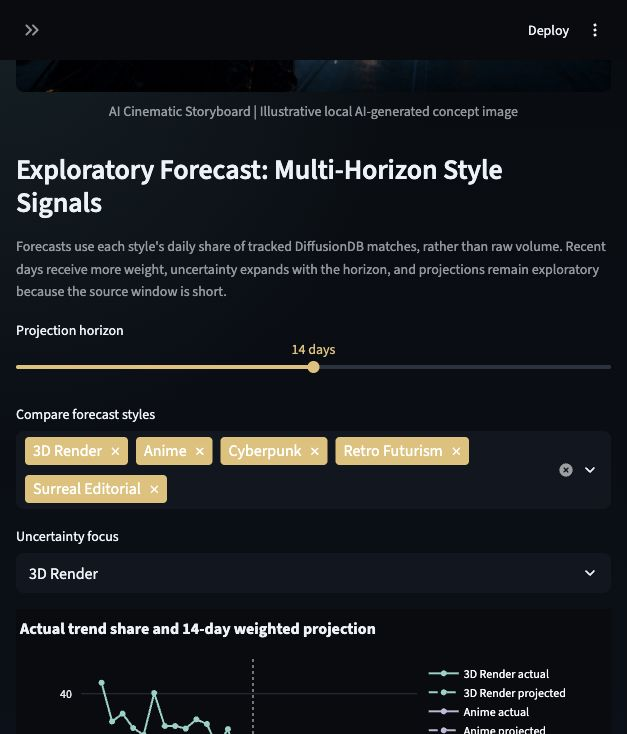 Deploy
AI Cinematic Storyboard | Illustrative local AI-generated concept image
Exploratory Forecast: Multi-Horizon Style
Signals
Forecasts use each style's daily share of tracked DiffusionDB matches, rather than raw volume. Recent
days receive more weight, uncertainty expands with the horizon, and projections remain exploratory
because the source window is short.
Projection horizon
14 days
Compare forecast styles
3D Render × Anime × Cyberpunk × Retro Futurism ×
Surreal Editorial ×
Uncertainty focus
3D Render
Actual trend share and 14-day weighted projection
40
3D Render actual
3D Render projected
Anime actual
Anime projected